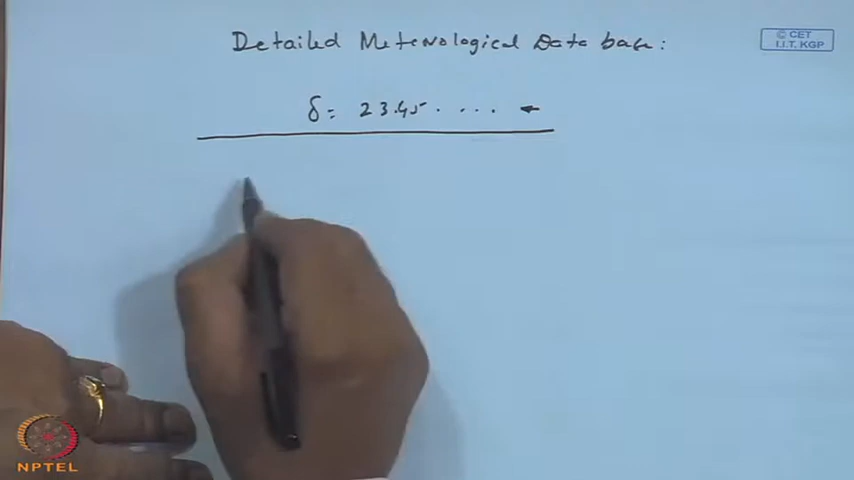 Detailed Meteorological Data base:
© CET
I.I.T. KGP
δ = 23.45 . . . . ←
NPTEL